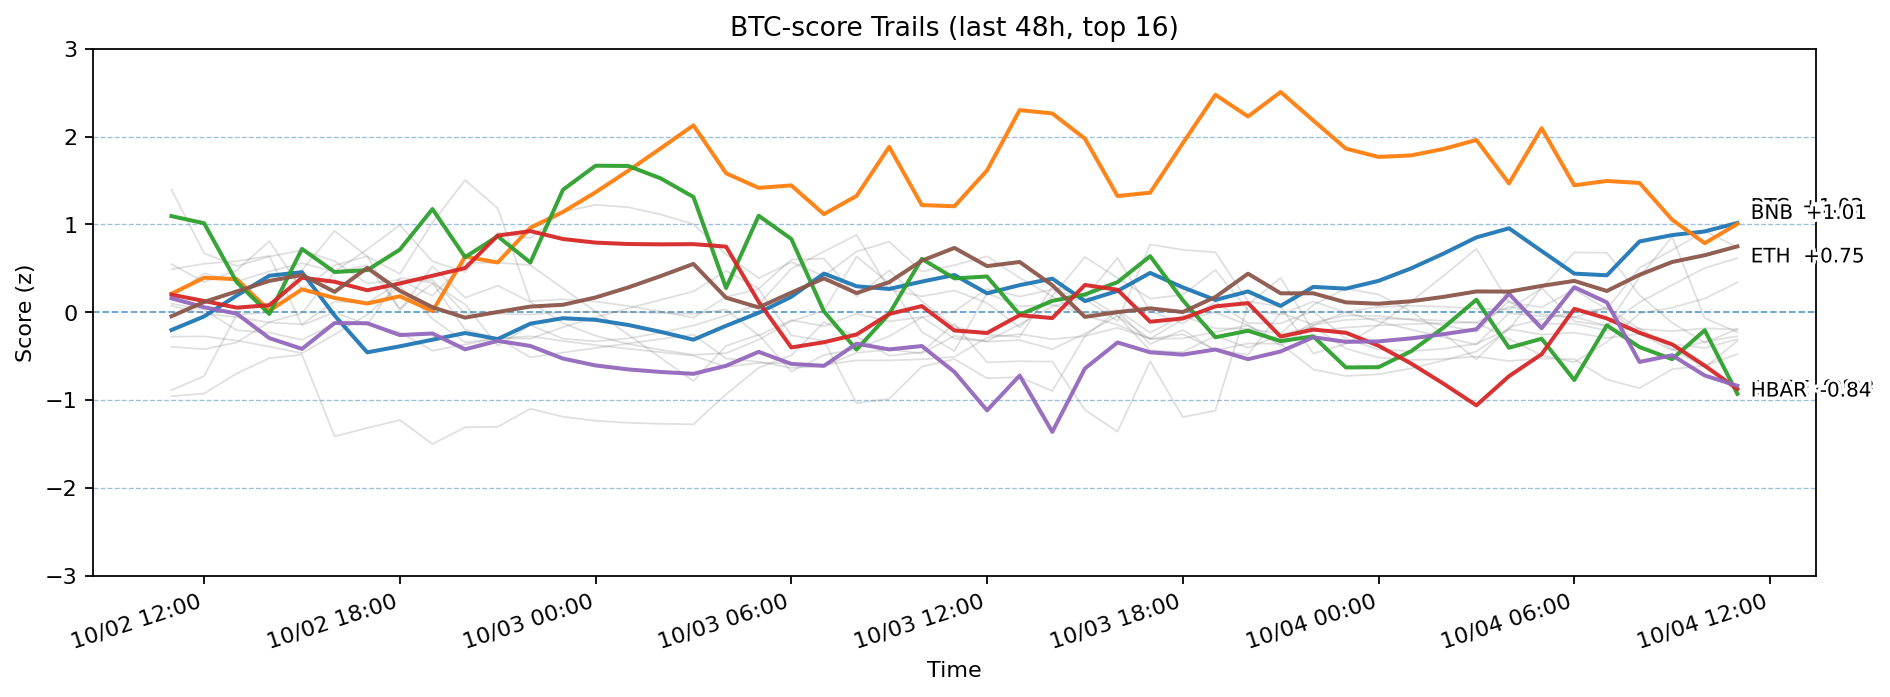 BTC-score Trails (last 48h, top 16)
Score (z)
3
2
1
0
−1
−2
−3
BNB +1.01
ETH +0.75
HBAR -0.84
10/02 12:00
10/02 18:00
10/03 00:00
10/03 06:00
10/03 12:00
10/03 18:00
10/04 00:00
10/04 06:00
10/04 12:00
Time